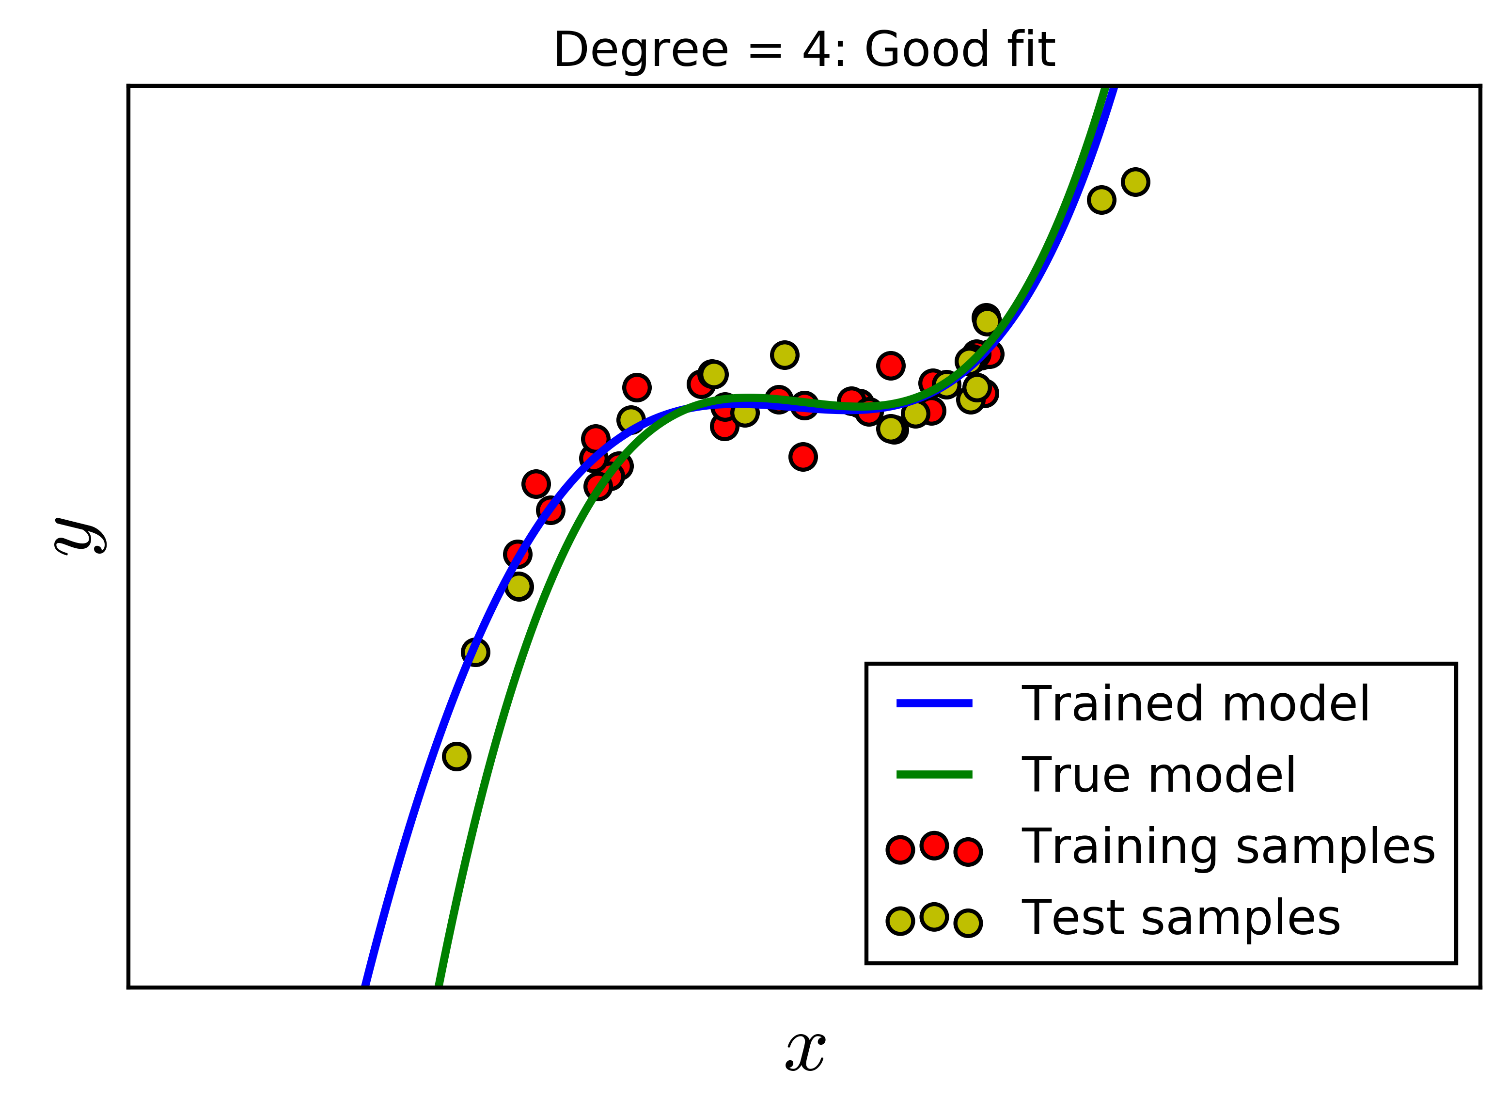 Degree = 4: Good fit
y
Trained model
True model
Training samples
Test samples
x